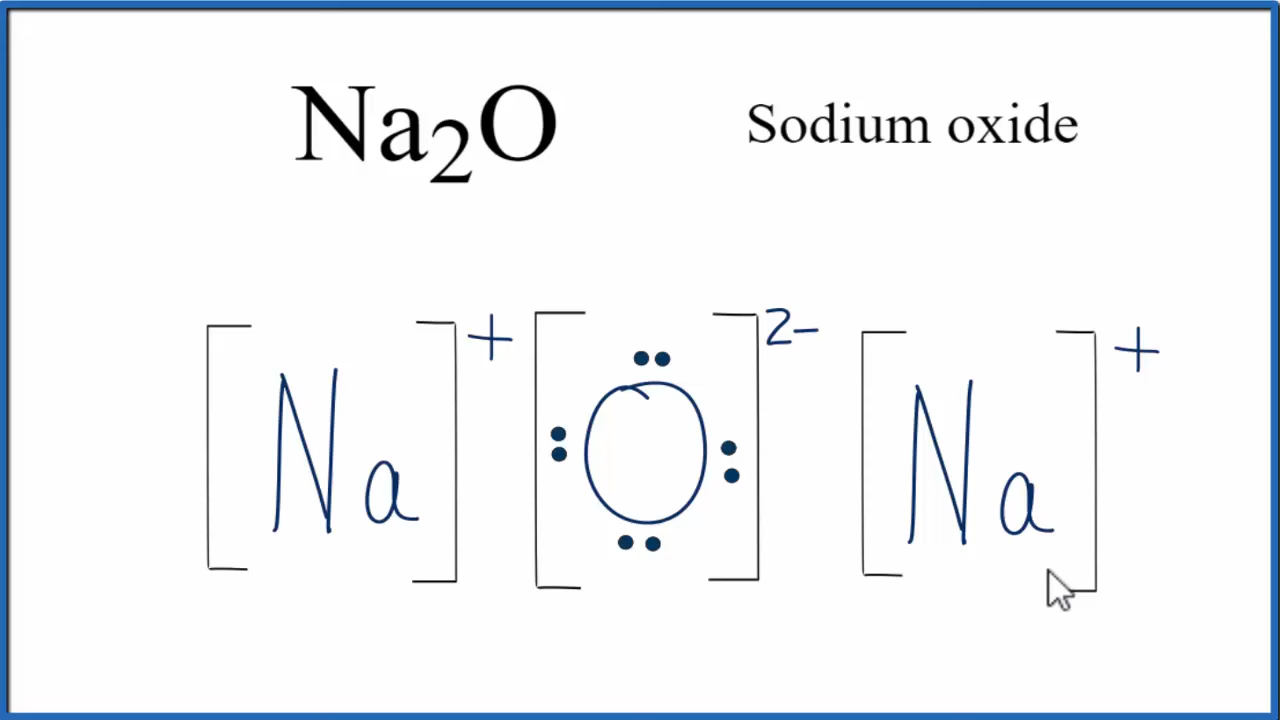 Na₂O Sodium oxide
[Na]⁺ [O]²⁻ [Na]⁺